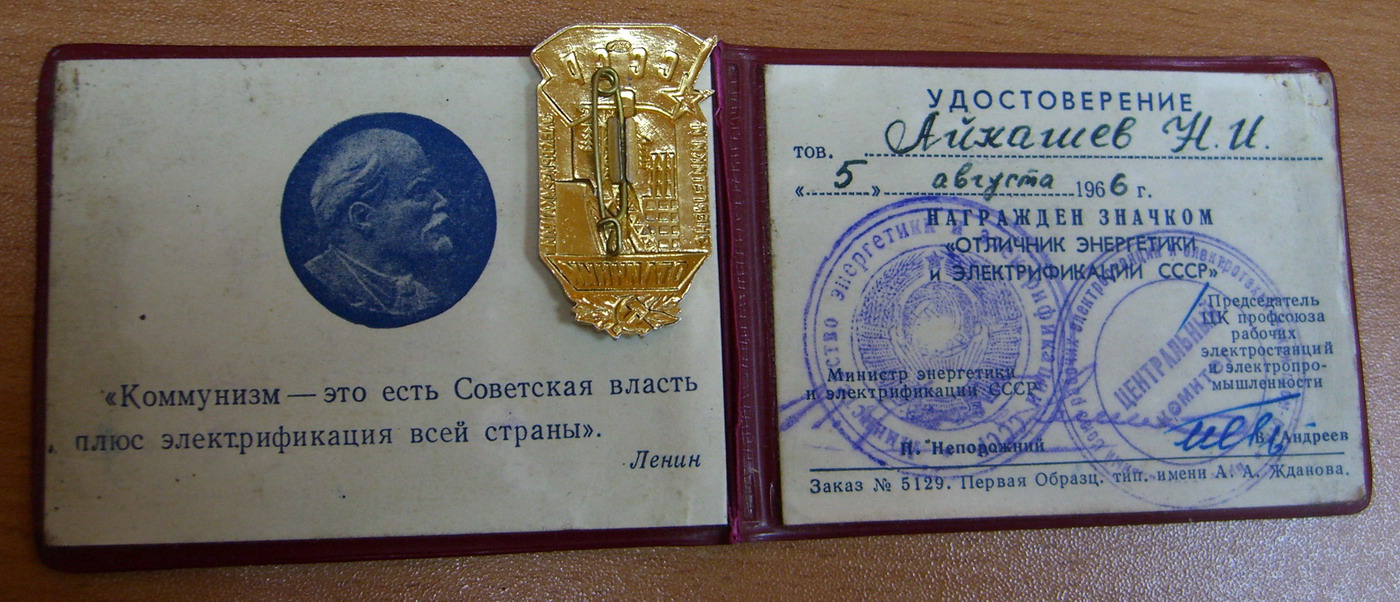 «Коммунизм — это есть Советская власть
плюс электрификация всей страны».
Ленин
УДОСТОВЕРЕНИЕ
тов. Айкашев Н. И.
« 5 » августа 1966 г.
НАГРАЖДЕН ЗНАЧКОМ
«ОТЛИЧНИК ЭНЕРГЕТИКИ
И ЭЛЕКТРИФИКАЦИИ СССР»
Министр энергетики
и электрификации СССР
П. Непорожний
Председатель
ЦК профсоюза
рабочих
электростанций
и электропро-
мышленности
В. Андреев
Заказ № 5129. Первая Образц. тип. имени А. А. Жданова.
ЦЕНТРАЛЬНЫЙ
КОМИТЕТ